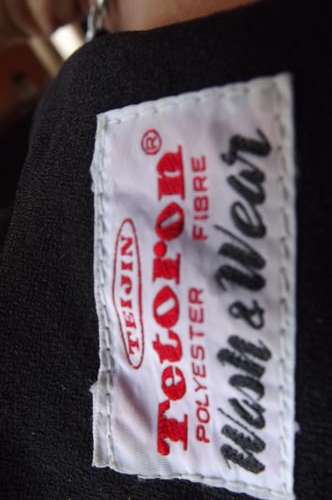 TEIJIN
Tetoron®
POLYESTER FIBRE
Wash & Wear